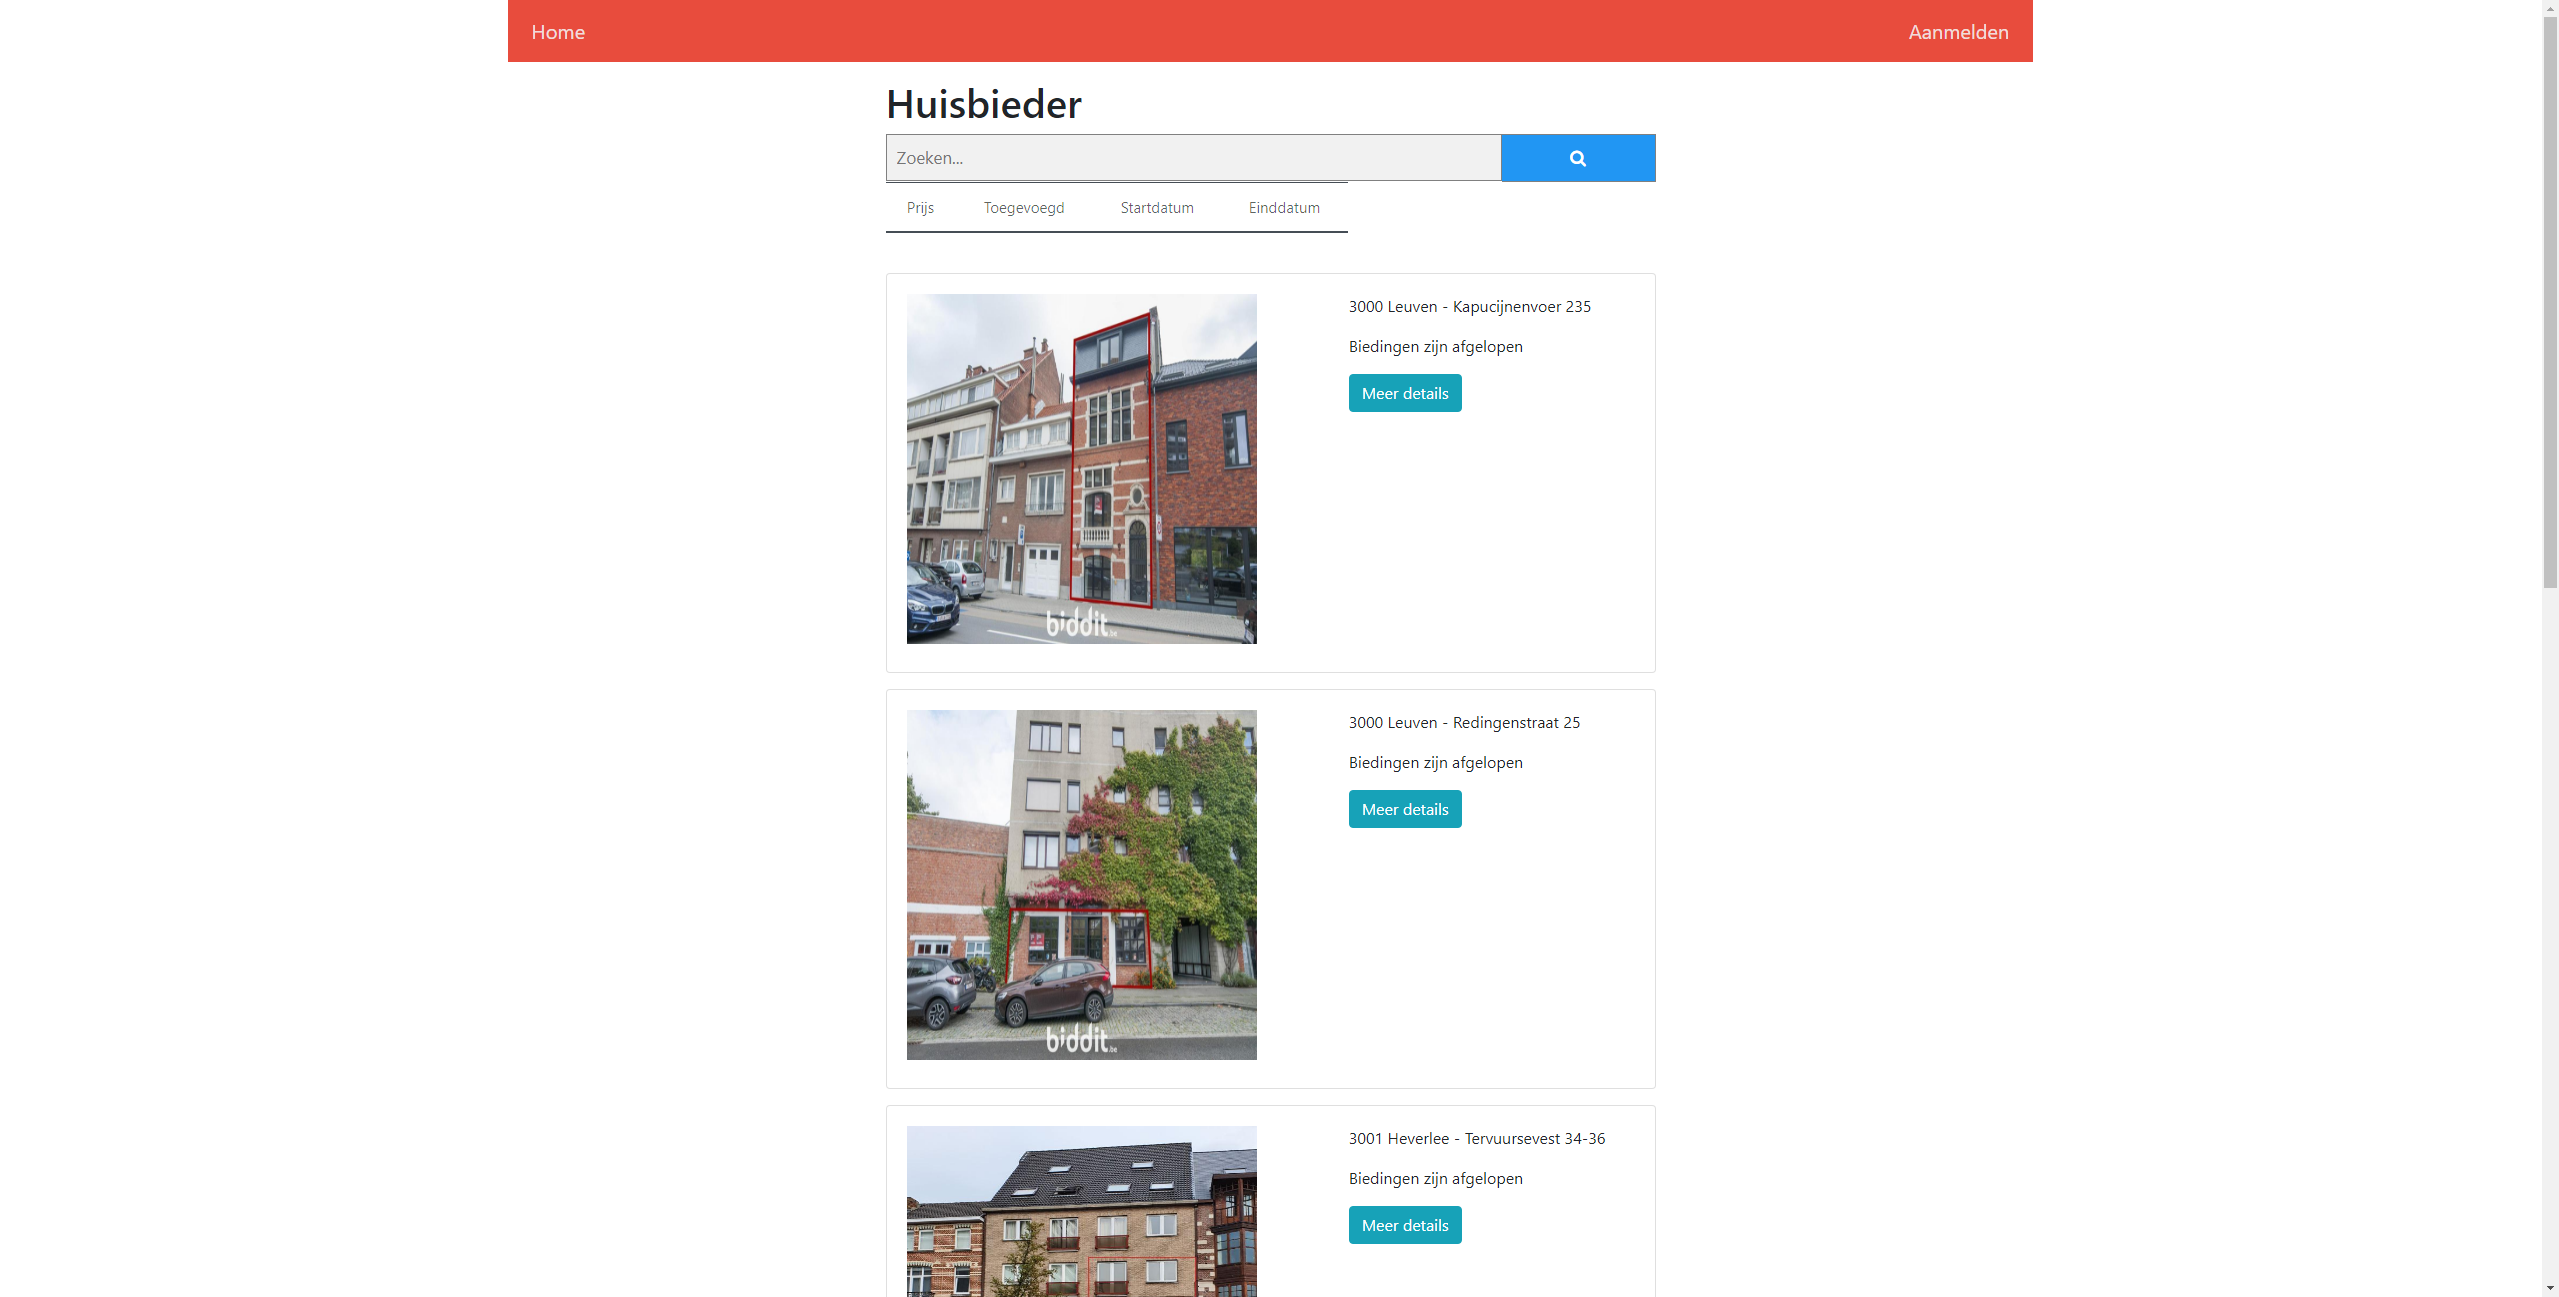 Home
Aanmelden
Huisbieder
Zoeken...
Prijs
Toegevoegd
Startdatum
Einddatum
3000 Leuven - Kapucijnenvoer 235
Biedingen zijn afgelopen
Meer details
biddit.be
3000 Leuven - Redingenstraat 25
Biedingen zijn afgelopen
Meer details
biddit.be
3001 Heverlee - Tervuursevest 34-36
Biedingen zijn afgelopen
Meer details